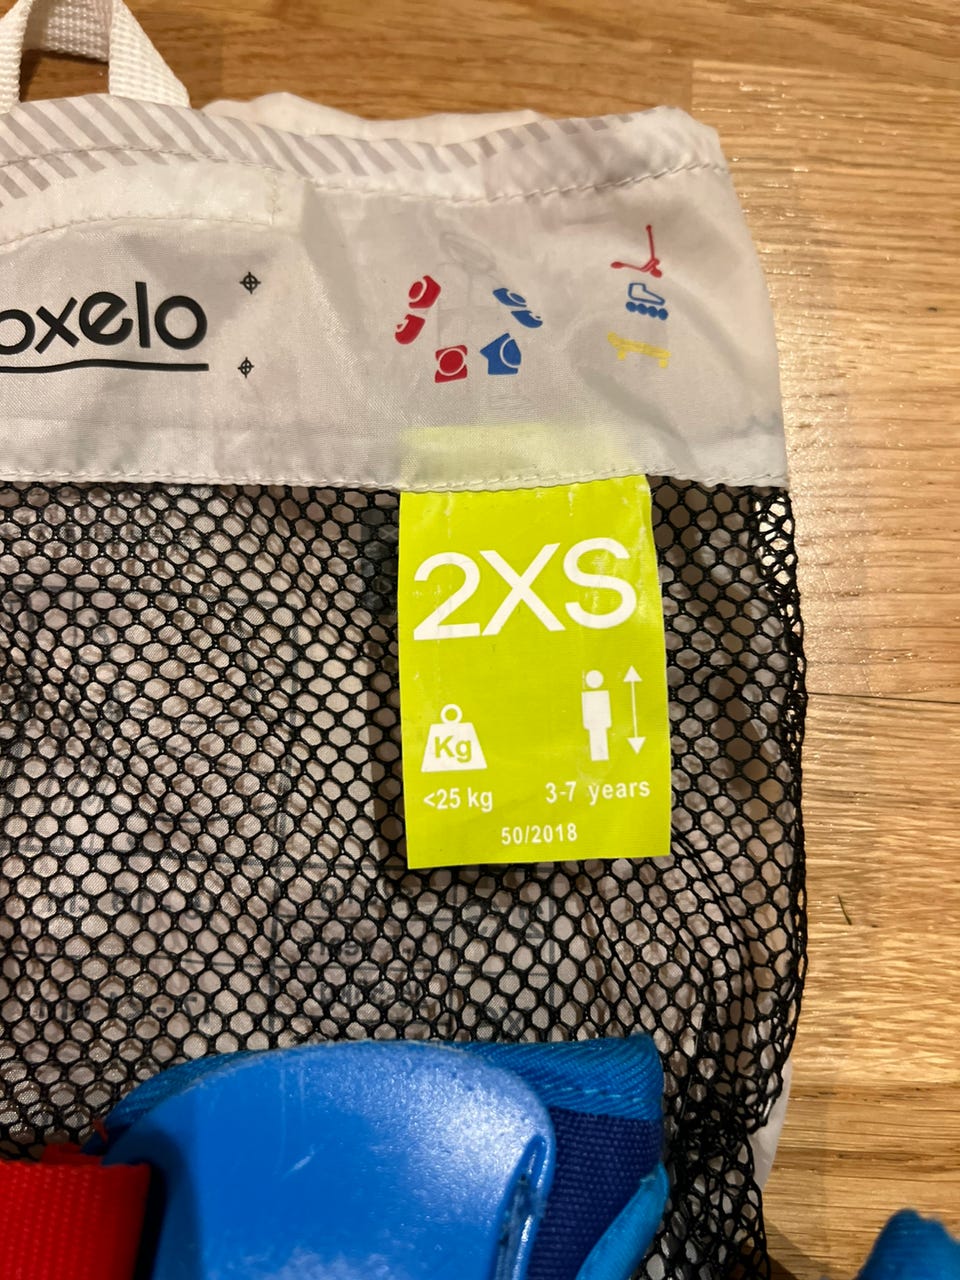 oxelo
2XS
Kg
<25 kg
3-7 years
50/2018